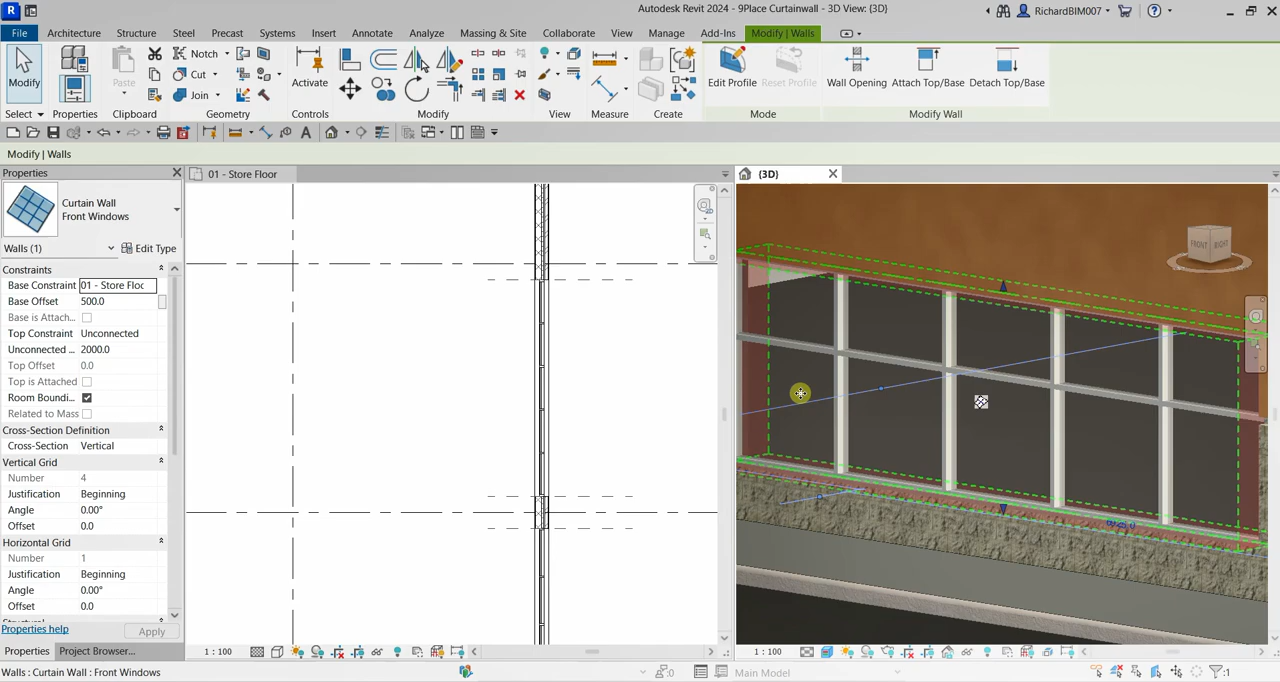 Autodesk Revit 2024 - 9Place Curtainwall - 3D View: {3D}
RichardBIM007
File Architecture Structure Steel Precast Systems Insert Annotate Analyze Massing & Site Collaborate View Manage Add-Ins Modify | Walls
Modify
Paste
Notch
Cut
Join
Activate
Edit Profile
Reset Profile
Wall Opening
Attach Top/Base
Detach Top/Base
Select Properties Clipboard Geometry Controls Modify View Measure Create Mode Modify Wall
Modify | Walls
Properties
01 - Store Floor
{3D}
Curtain Wall
Front Windows
Walls (1)
Edit Type
Constraints
Base Constraint 01 - Store Floc
Base Offset 500.0
Base is Attach...
Top Constraint Unconnected
Unconnected ... 2000.0
Top Offset 0.0
Top is Attached
Room Boundi...
Related to Mass
Cross-Section Definition
Cross-Section Vertical
Vertical Grid
Number 4
Justification Beginning
Angle 0.00°
Offset 0.0
Horizontal Grid
Number 1
Justification Beginning
Angle 0.00°
Offset 0.0
Properties help
Apply
Properties
Project Browser...
FRONT
RIGHT
1 : 100
1 : 100
Walls : Curtain Wall : Front Windows
:0
Main Model
:1